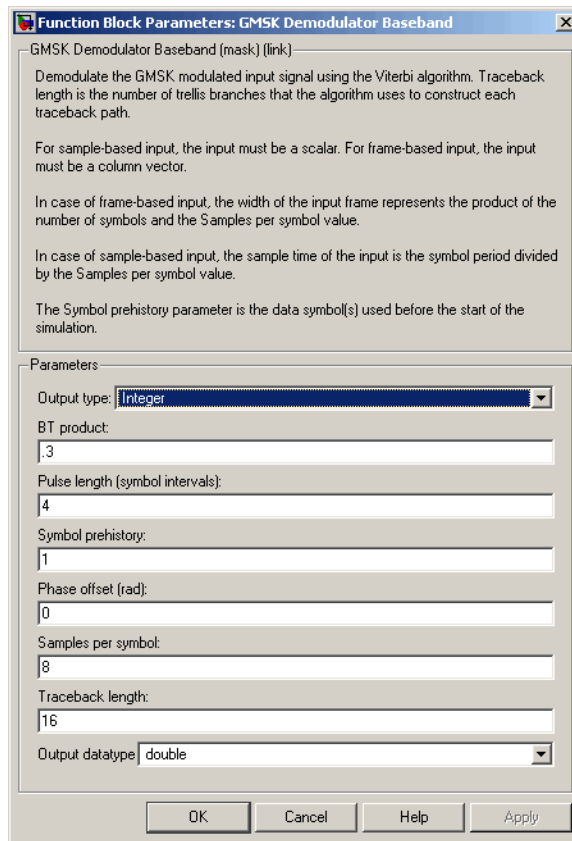 Function Block Parameters: GMSK Demodulator Baseband
GMSK Demodulator Baseband (mask) (link)
Demodulate the GMSK modulated input signal using the Viterbi algorithm. Traceback
length is the number of trellis branches that the algorithm uses to construct each
traceback path.
For sample-based input, the input must be a scalar. For frame-based input, the input
must be a column vector.
In case of frame-based input, the width of the input frame represents the product of the
number of symbols and the Samples per symbol value.
In case of sample-based input, the sample time of the input is the symbol period divided
by the Samples per symbol value.
The Symbol prehistory parameter is the data symbol(s) used before the start of the
simulation.
Parameters
Output type: Integer
BT product:
.3
Pulse length (symbol intervals):
4
Symbol prehistory:
1
Phase offset (rad):
0
Samples per symbol:
8
Traceback length:
16
Output datatype double
OK Cancel Help Apply